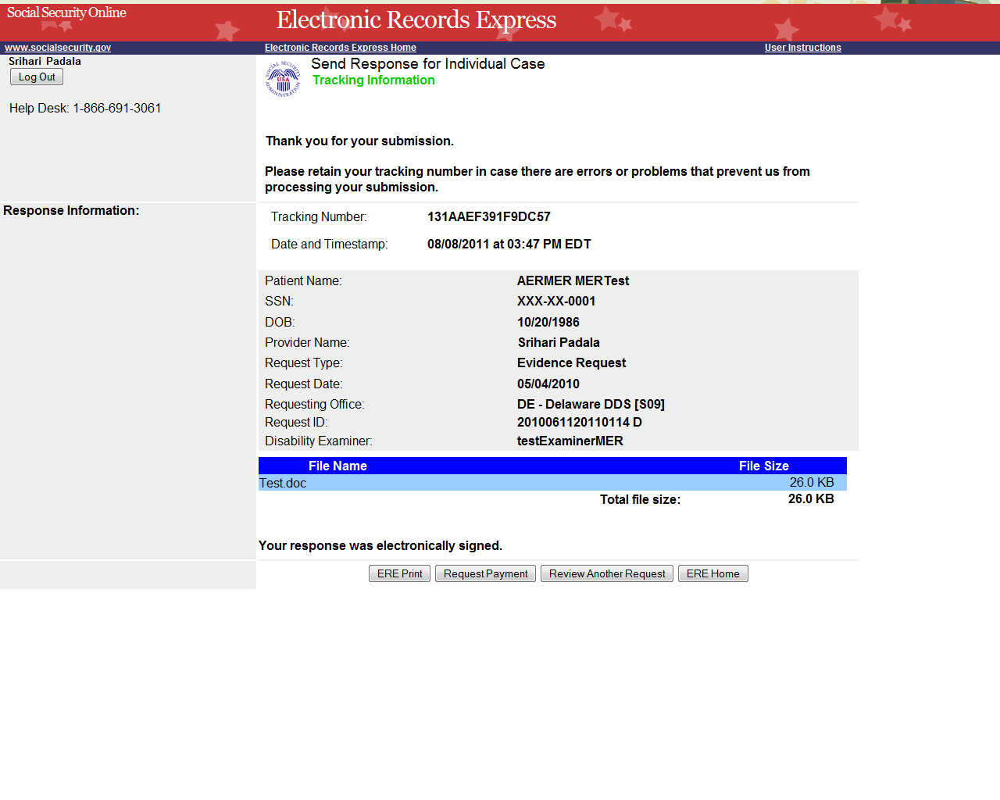 Social Security Online
Electronic Records Express
www.socialsecurity.gov
Electronic Records Express Home
User Instructions
Srihari Padala
Log Out
Help Desk: 1-866-691-3061
SOCIAL SECURITY ADMINISTRATION
USA
Send Response for Individual Case
Tracking Information
Thank you for your submission.
Please retain your tracking number in case there are errors or problems that prevent us from
processing your submission.
Response Information:
Tracking Number: 131AAEF391F9DC57
Date and Timestamp: 08/08/2011 at 03:47 PM EDT
Patient Name: AERMER MERTest
SSN: XXX-XX-0001
DOB: 10/20/1986
Provider Name: Srihari Padala
Request Type: Evidence Request
Request Date: 05/04/2010
Requesting Office: DE - Delaware DDS [S09]
Request ID: 2010061120110114 D
Disability Examiner: testExaminerMER
File Name File Size
Test.doc 26.0 KB
Total file size: 26.0 KB
Your response was electronically signed.
ERE Print Request Payment Review Another Request ERE Home